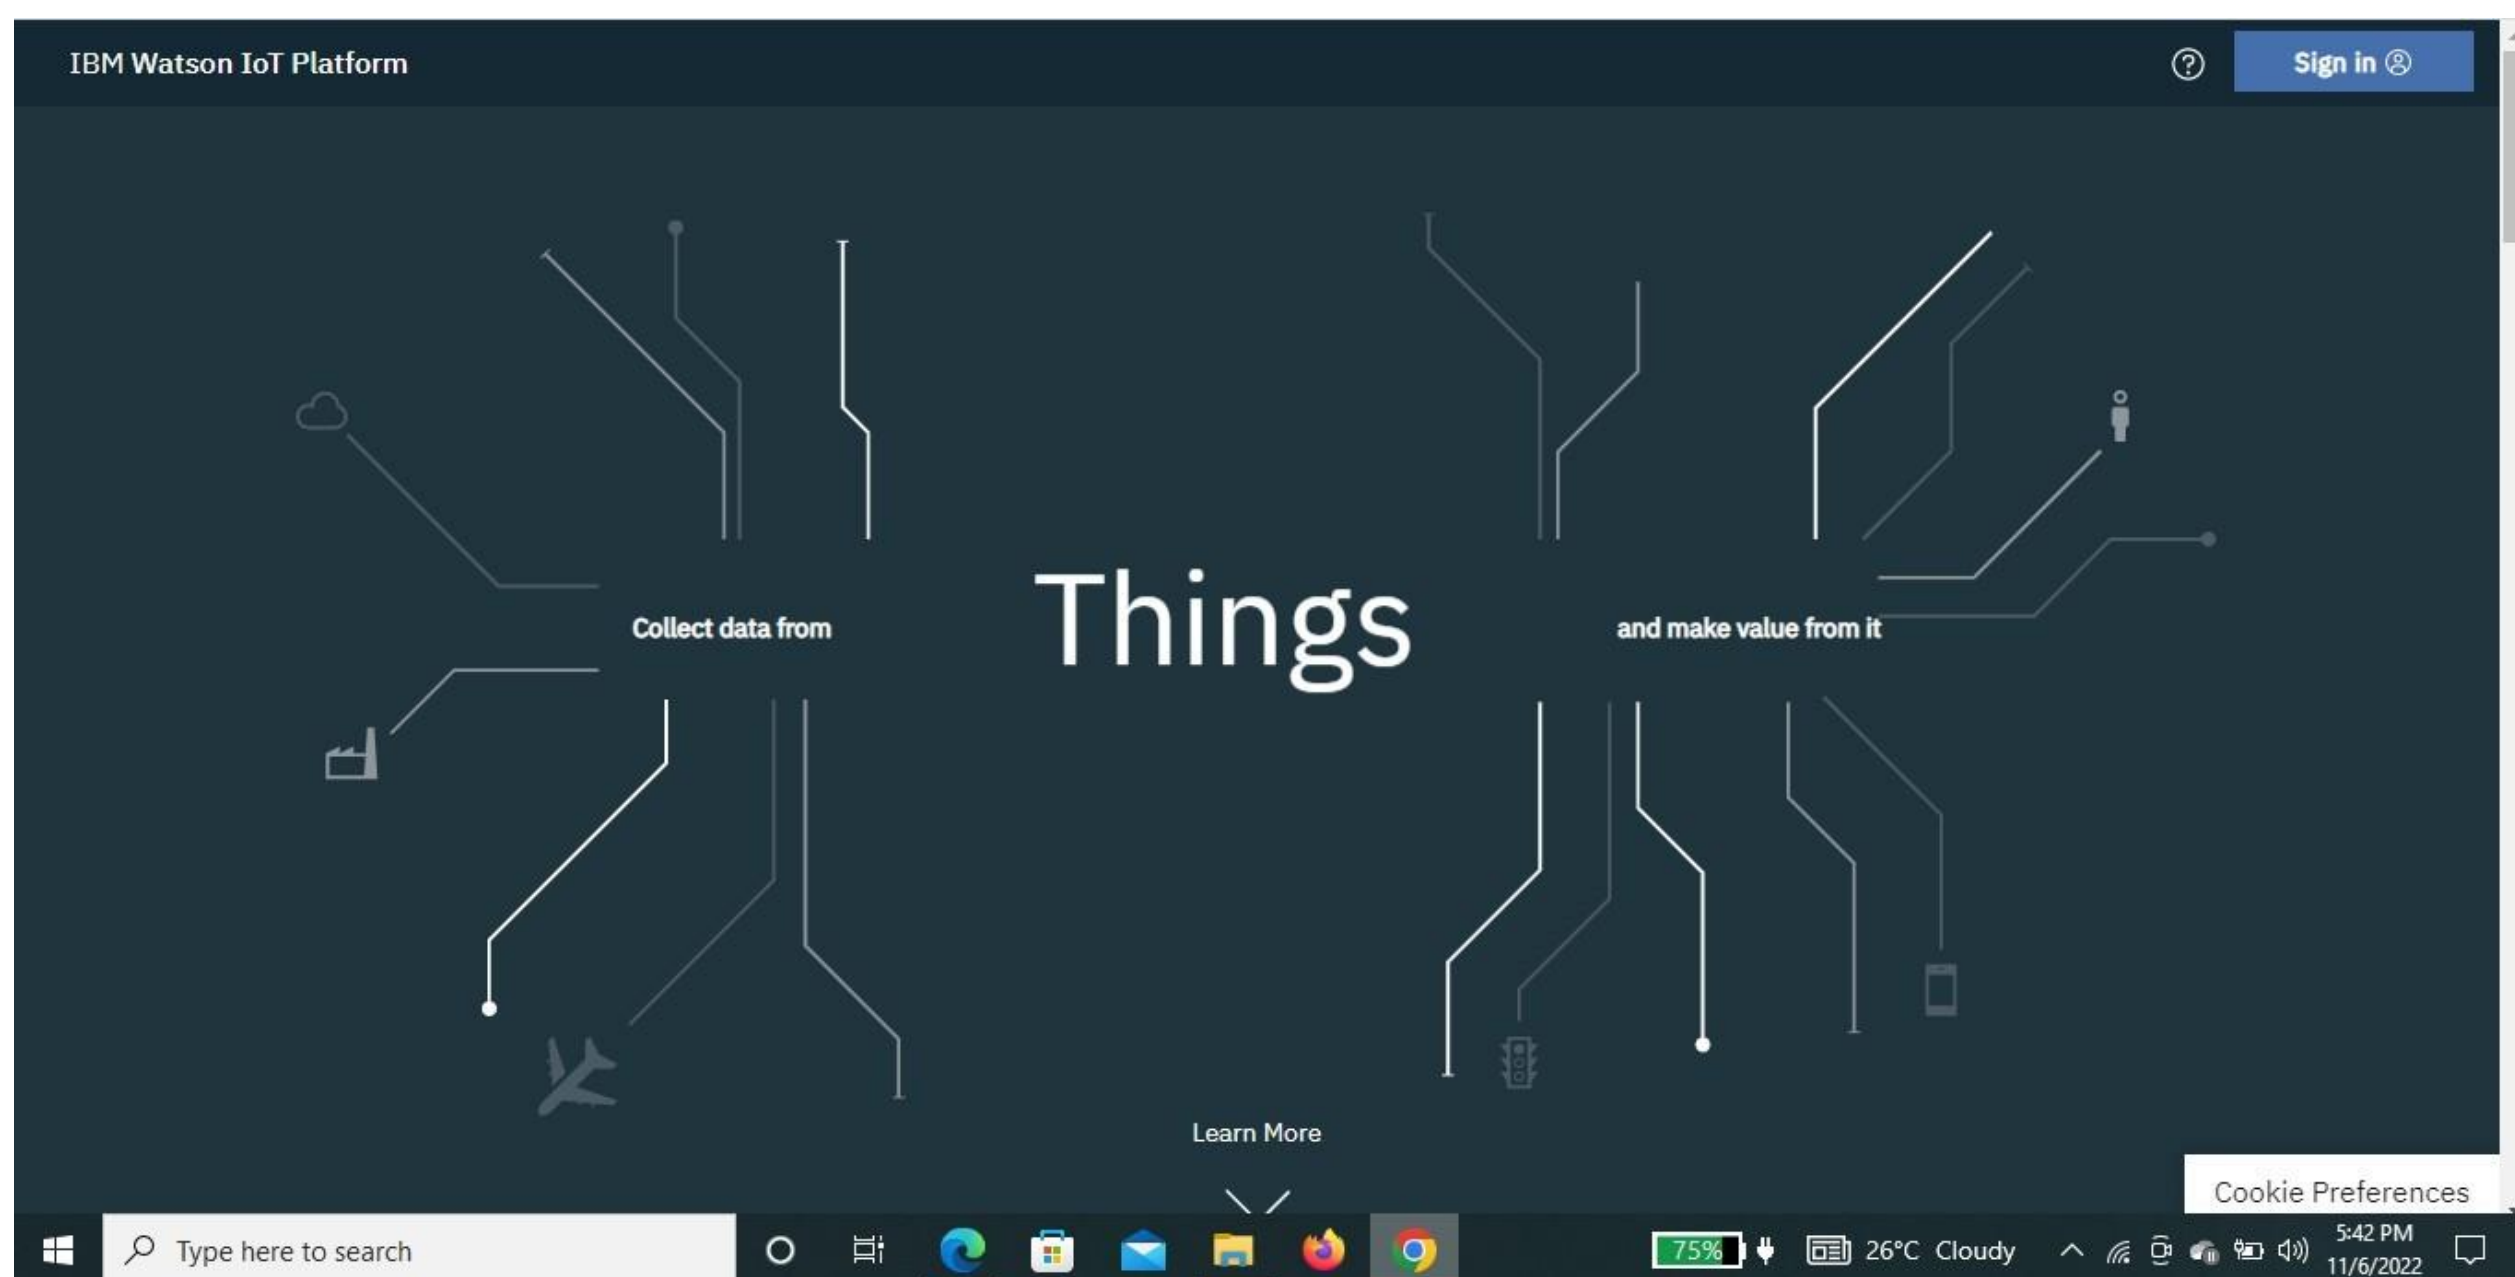 IBM Watson IoT Platform
Sign in
Collect data from
Things
and make value from it
Learn More
Cookie Preferences
Type here to search
75%
26°C Cloudy
5:42 PM
11/6/2022